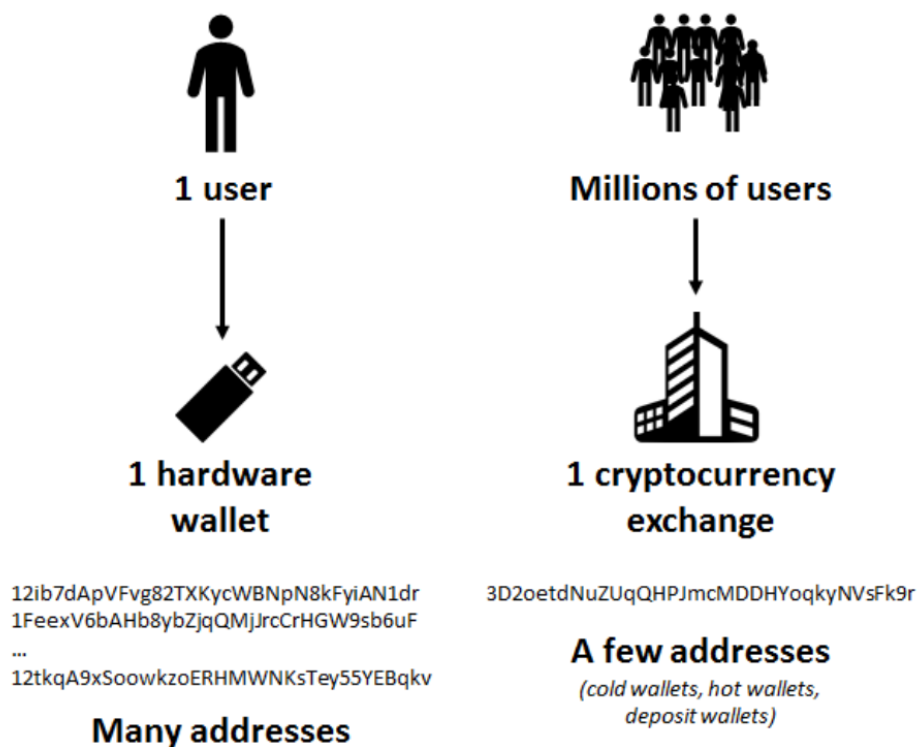 1 user
1 hardware
wallet
12ib7dApVFvg82TXKycWBNpN8kFyiAN1dr
1FeexV6bAHb8ybZjqQMjJrcCrHGW9sb6uF
...
12tkqA9xSoowkzoERHMWNKsTey55YEBqkv
Many addresses
Millions of users
1 cryptocurrency
exchange
3D2oetdNuZUqQHPJmcMDDHYoqkyNVsFk9r
A few addresses
(cold wallets, hot wallets,
deposit wallets)